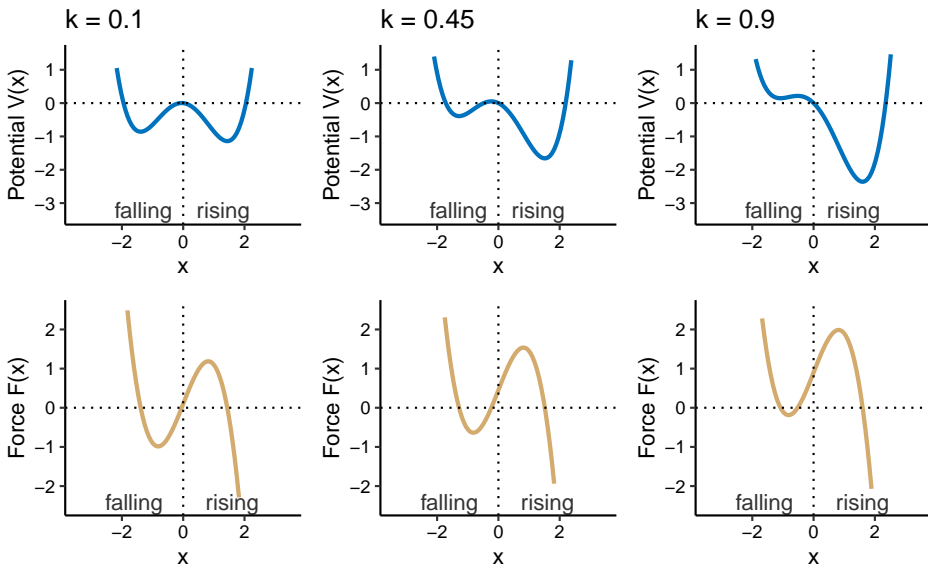 k = 0.1
k = 0.45
k = 0.9
Potential V(x)
1
0
−1
−2
−3
falling rising
−2 0 2
x
Potential V(x)
1
0
−1
−2
−3
falling rising
−2 0 2
x
Potential V(x)
1
0
−1
−2
−3
falling rising
−2 0 2
x
Force F(x)
2
1
0
−1
−2
falling rising
−2 0 2
x
Force F(x)
2
1
0
−1
−2
falling rising
−2 0 2
x
Force F(x)
2
1
0
−1
−2
falling rising
−2 0 2
x